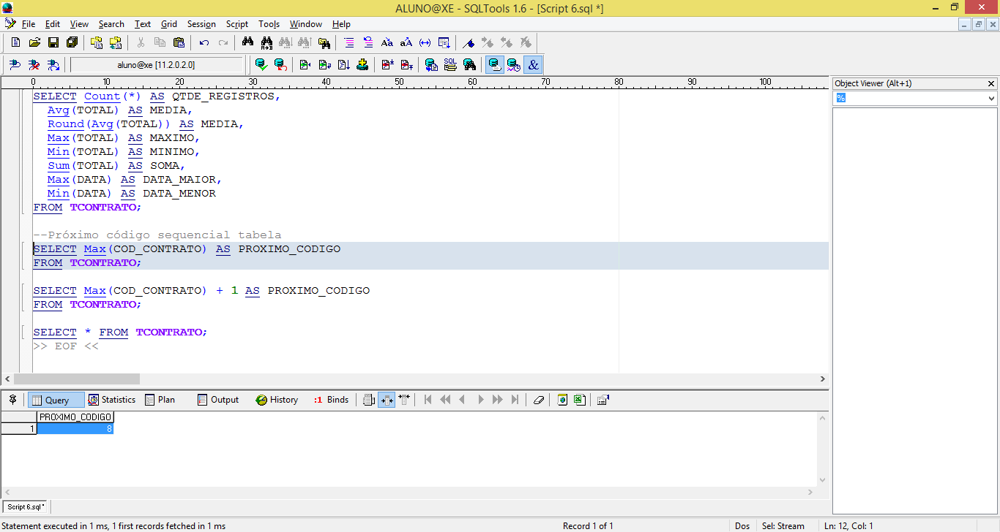 ALUNO@XE - SQLTools 1.6 - [Script 6.sql *]
File Edit View Search Text Grid Session Script Tools Window Help
aluno@xe [11.2.0.2.0]
SQL &
0 10 20 30 40 50 60 70 80 90 100
SELECT Count(*) AS QTDE_REGISTROS,
Avg(TOTAL) AS MEDIA,
Round(Avg(TOTAL)) AS MEDIA,
Max(TOTAL) AS MAXIMO,
Min(TOTAL) AS MINIMO,
Sum(TOTAL) AS SOMA,
Max(DATA) AS DATA_MAIOR,
Min(DATA) AS DATA_MENOR
FROM TCONTRATO;
--Próximo código sequencial tabela
SELECT Max(COD_CONTRATO) AS PROXIMO_CODIGO
FROM TCONTRATO;
SELECT Max(COD_CONTRATO) + 1 AS PROXIMO_CODIGO
FROM TCONTRATO;
SELECT * FROM TCONTRATO;
>> EOF <<
Object Viewer (Alt+1)
%
Query Statistics Plan Output History :1 Binds
PROXIMO_CODIGO
1 8
Script 6.sql*
Statement executed in 1 ms, 1 first records fetched in 1 ms Record 1 of 1 Dos Sel: Stream Ln: 12, Col: 1